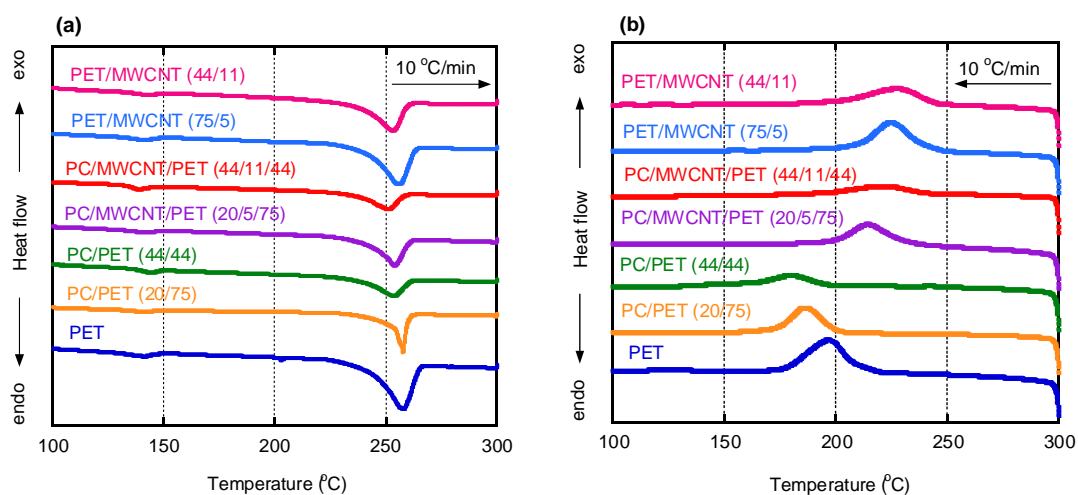 (a)
exo
Heat flow
endo
10 °C/min
PET/MWCNT (44/11)
PET/MWCNT (75/5)
PC/MWCNT/PET (44/11/44)
PC/MWCNT/PET (20/5/75)
PC/PET (44/44)
PC/PET (20/75)
PET
100 150 200 250 300
Temperature (°C)
(b)
exo
Heat flow
endo
10 °C/min
PET/MWCNT (44/11)
PET/MWCNT (75/5)
PC/MWCNT/PET (44/11/44)
PC/MWCNT/PET (20/5/75)
PC/PET (44/44)
PC/PET (20/75)
PET
100 150 200 250 300
Temperature (°C)